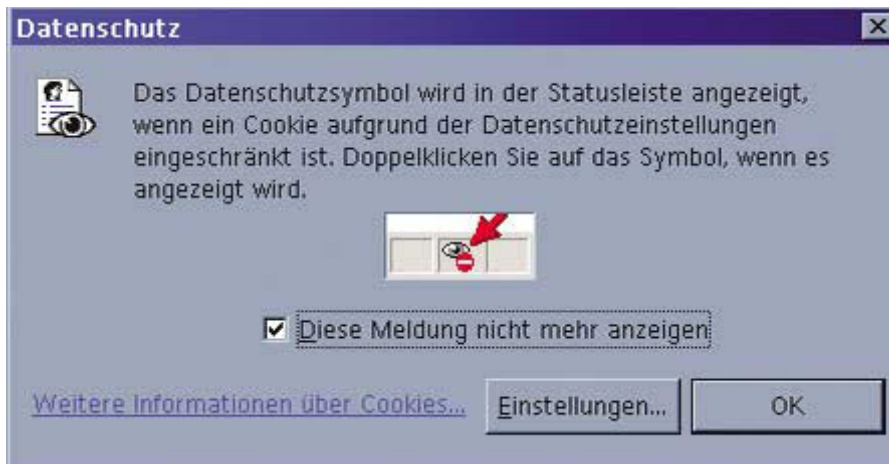 Datenschutz
Das Datenschutzsymbol wird in der Statusleiste angezeigt,
wenn ein Cookie aufgrund der Datenschutzeinstellungen
eingeschränkt ist. Doppelklicken Sie auf das Symbol, wenn es
angezeigt wird.
Diese Meldung nicht mehr anzeigen
Weitere Informationen über Cookies...
Einstellungen...
OK